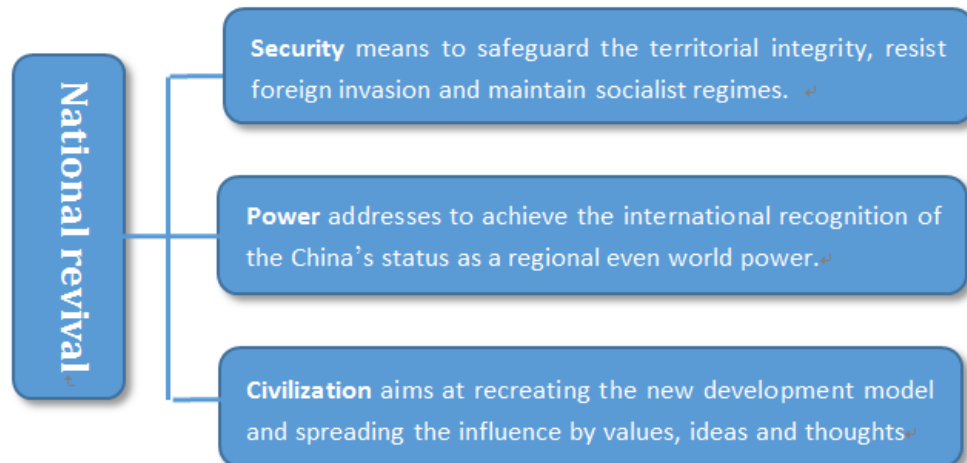 National revival
Security means to safeguard the territorial integrity, resist
foreign invasion and maintain socialist regimes.
Power addresses to achieve the international recognition of
the China's status as a regional even world power.
Civilization aims at recreating the new development model
and spreading the influence by values, ideas and thoughts